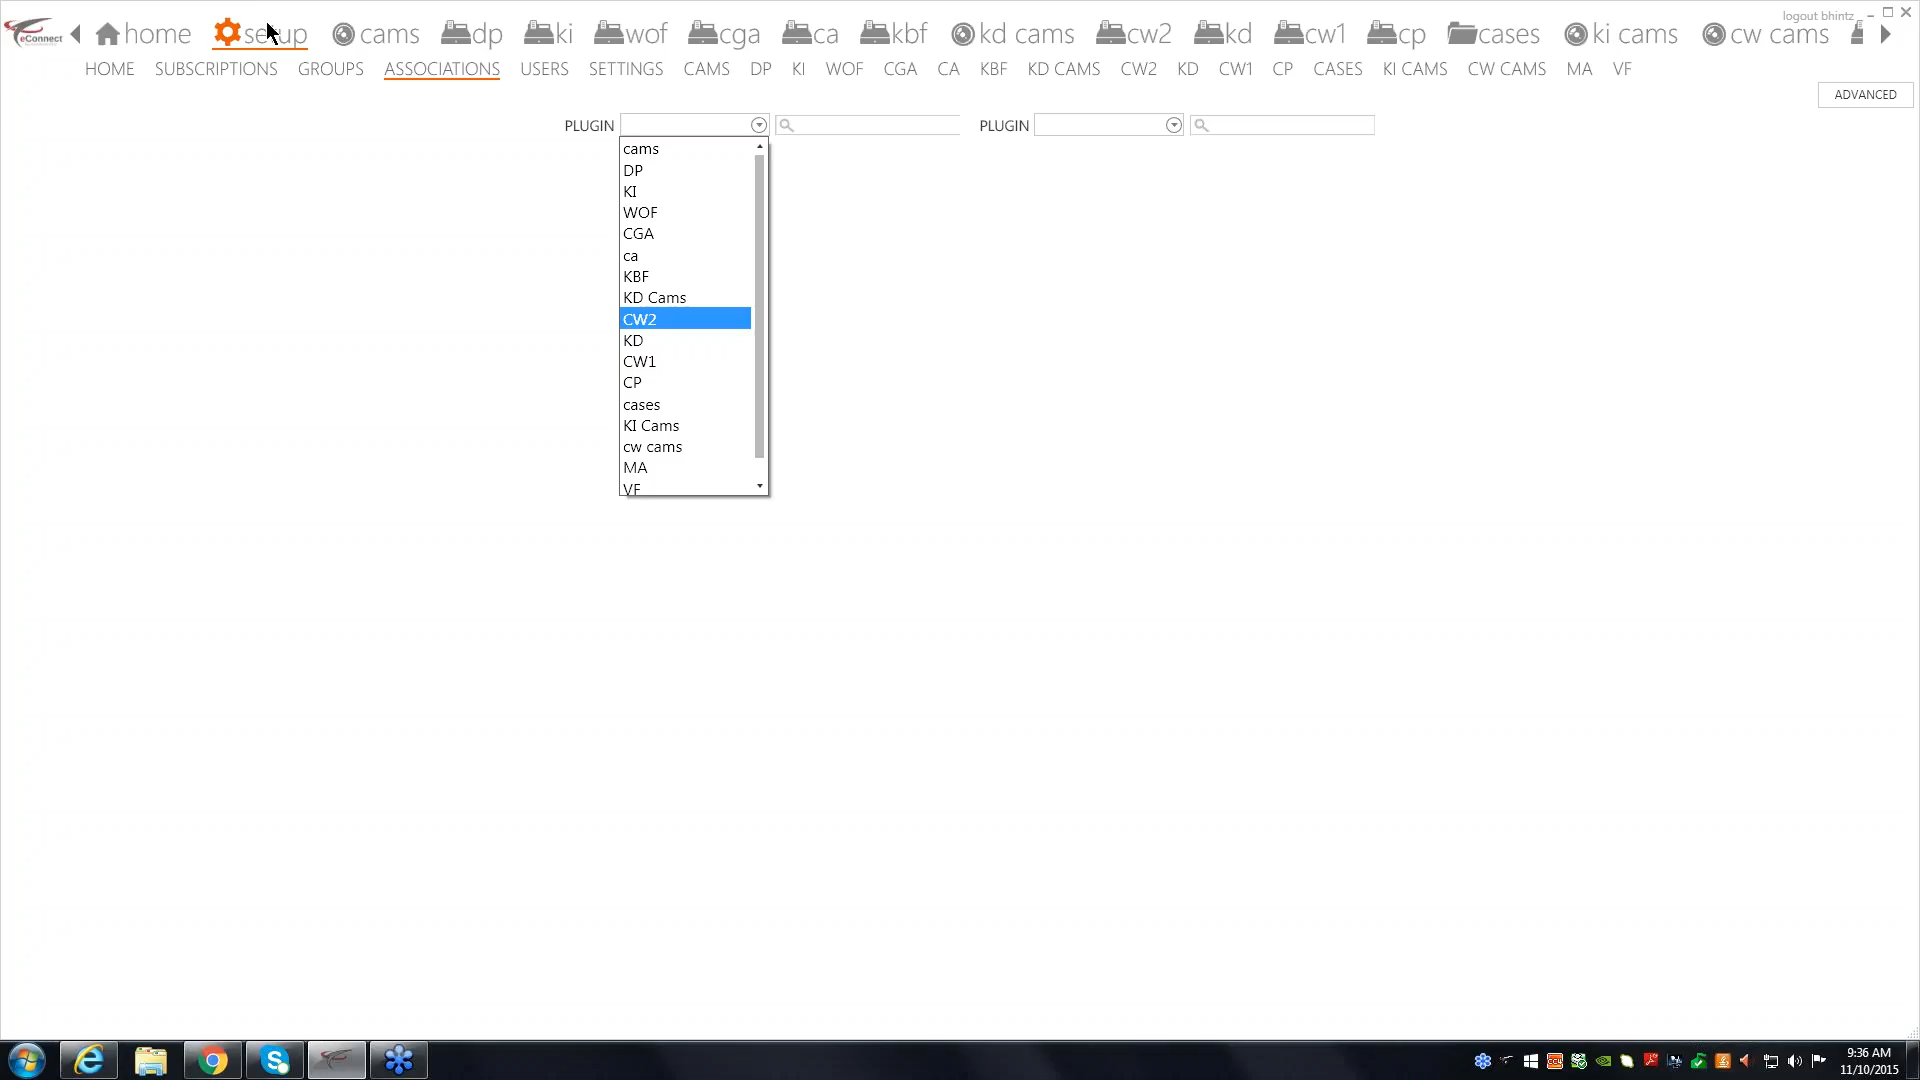 eConnect
home
setup
cams
dp
ki
wof
cga
ca
kbf
kd cams
cw2
kd
cw1
cp
cases
ki cams
cw cams
logout bhintz
HOME
SUBSCRIPTIONS
GROUPS
ASSOCIATIONS
USERS
SETTINGS
CAMS
DP
KI
WOF
CGA
CA
KBF
KD CAMS
CW2
KD
CW1
CP
CASES
KI CAMS
CW CAMS
MA
VF
ADVANCED
PLUGIN
PLUGIN
cams
DP
KI
WOF
CGA
ca
KBF
KD Cams
CW2
KD
CW1
CP
cases
KI Cams
cw cams
MA
VF
9:36 AM
11/10/2015